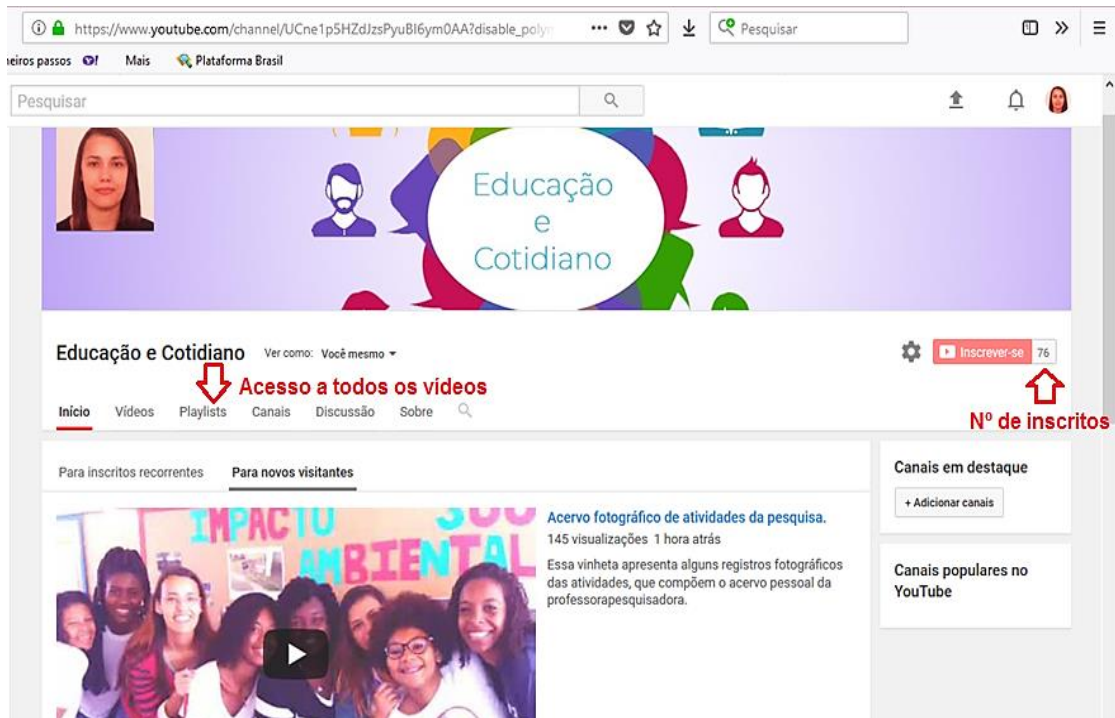 https://www.youtube.com/channel/UCne1p5HZdJzsPyuBI6ym0AA?disable_polyn
Pesquisar
neiros passos
Mais
Plataforma Brasil
Pesquisar
Educação
e
Cotidiano
Educação e Cotidiano
Ver como: Você mesmo
Inscrever-se 76
Acesso a todos os vídeos
Nº de inscritos
Início Vídeos Playlists Canais Discussão Sobre
Para inscritos recorrentes Para novos visitantes
Canais em destaque
+ Adicionar canais
Canais populares no
YouTube
IMPACTO
AMBIENTAL
Acervo fotográfico de atividades da pesquisa.
145 visualizações 1 hora atrás
Essa vinheta apresenta alguns registros fotográficos
das atividades, que compõem o acervo pessoal da
professorapesquisadora.